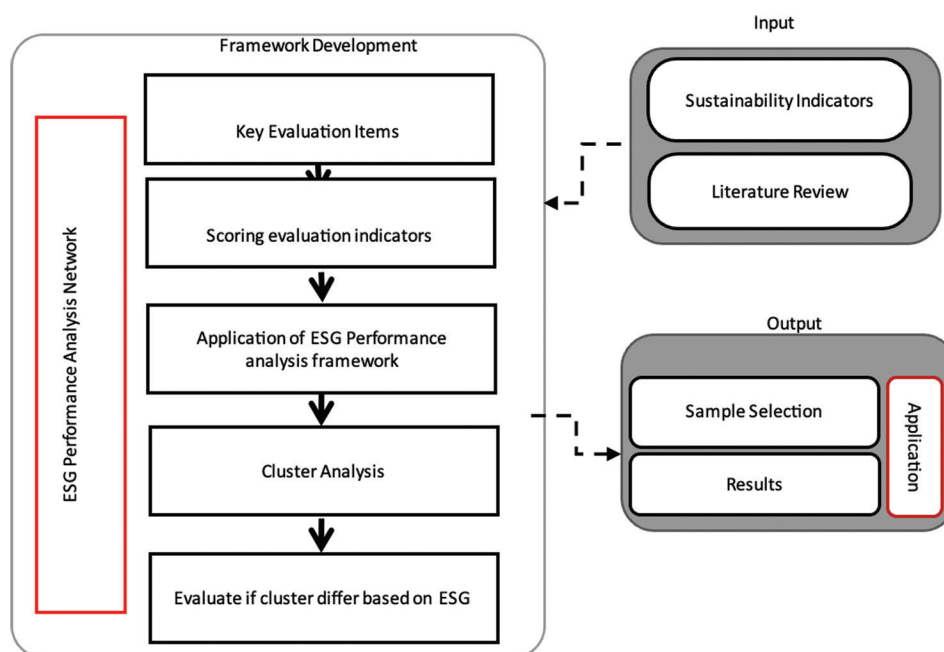 Framework Development
ESG Performance Analysis Network
Key Evaluation Items
Scoring evaluation indicators
Application of ESG Performance
analysis framework
Cluster Analysis
Evaluate if cluster differ based on ESG
Input
Sustainability Indicators
Literature Review
Output
Sample Selection
Results
Application